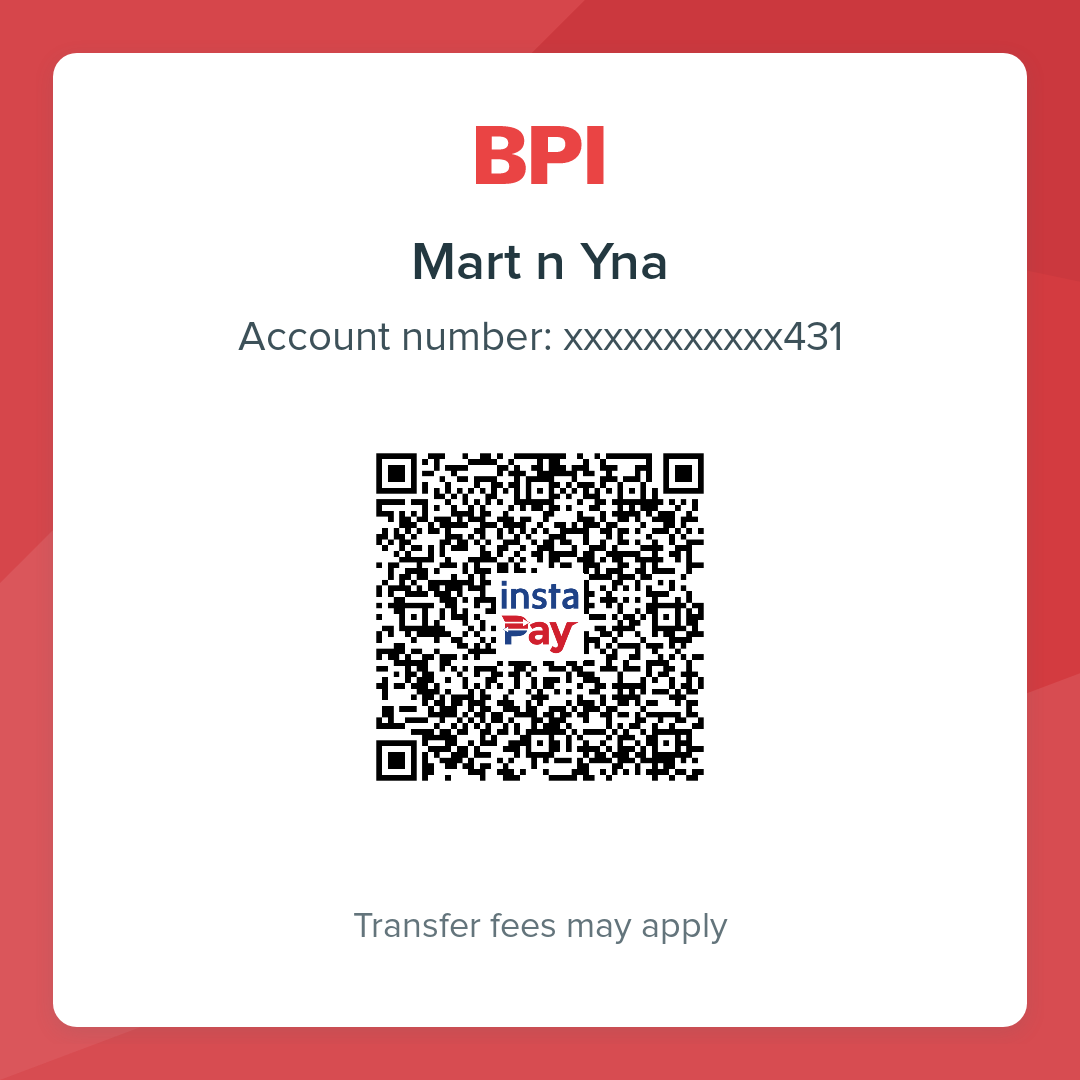 BPI
Mart n Yna
Account number: xxxxxxxxxxx431
insta
Pay
Transfer fees may apply